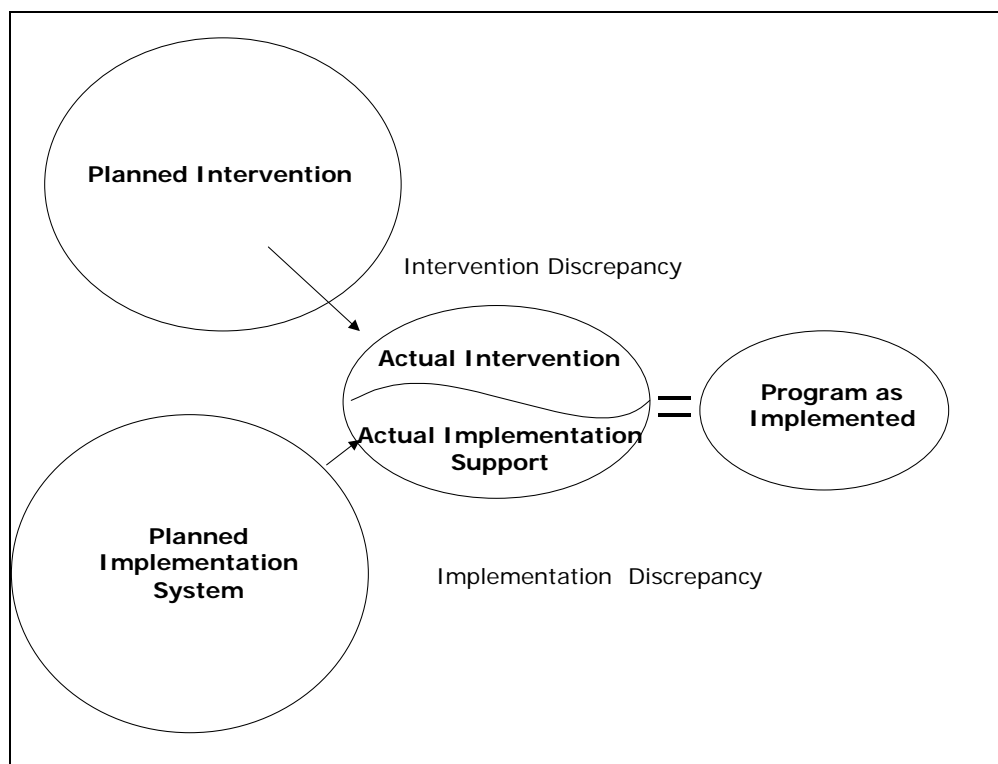 Planned Intervention
Intervention Discrepancy
Actual Intervention
Actual Implementation
Support
=
Program as
Implemented
Planned
Implementation
System
Implementation Discrepancy